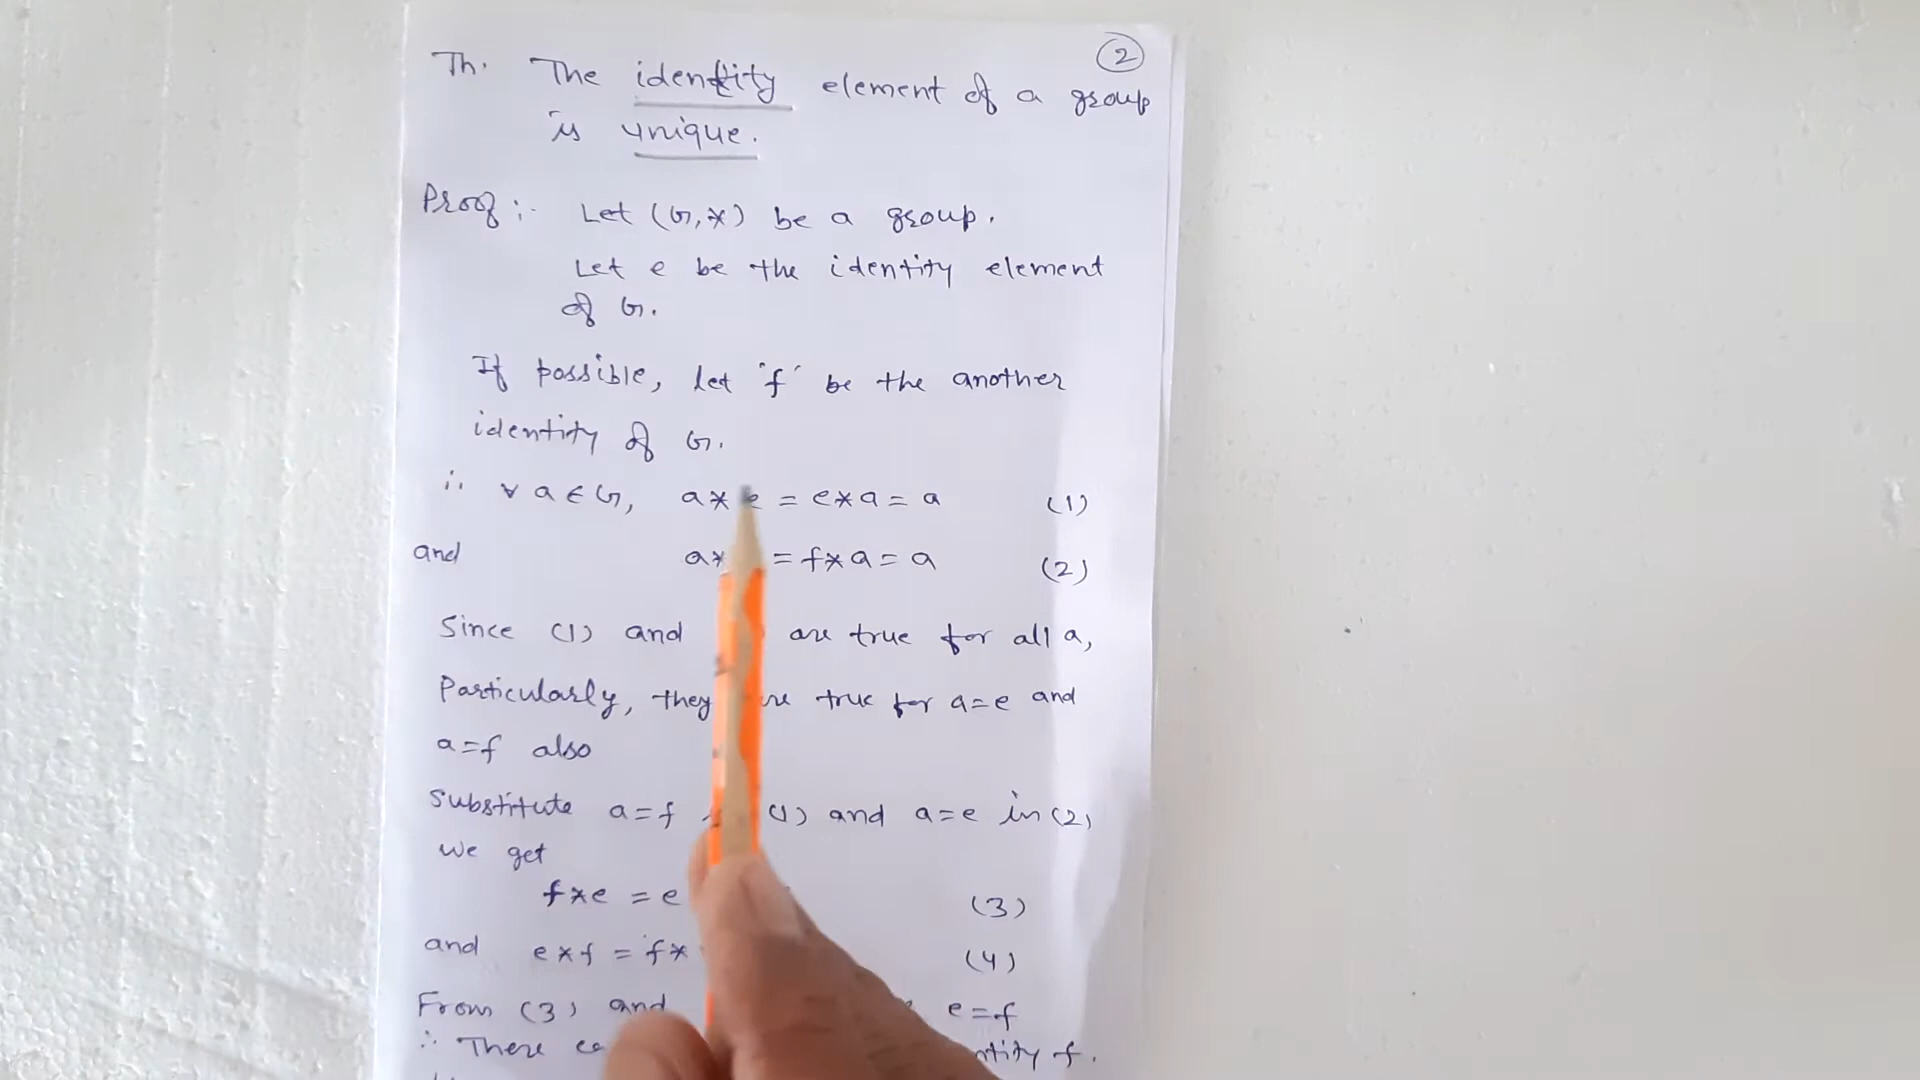 2
Th. The identity element of a group
is unique.
Proof :- Let (G,*) be a group.
Let e be the identity element
of G.
If possible, let 'f' be the another
identity of G.
∴ ∀ a ∈ G, a * e = e * a = a (1)
and a * = f * a = a (2)
Since (1) and are true for all a,
Particularly, they true for a=e and
a=f also
Substitute a=f (1) and a=e in (2)
we get
f * e = e (3)
and e * f = f * (4)
From (3) and e=f
∴ There f.